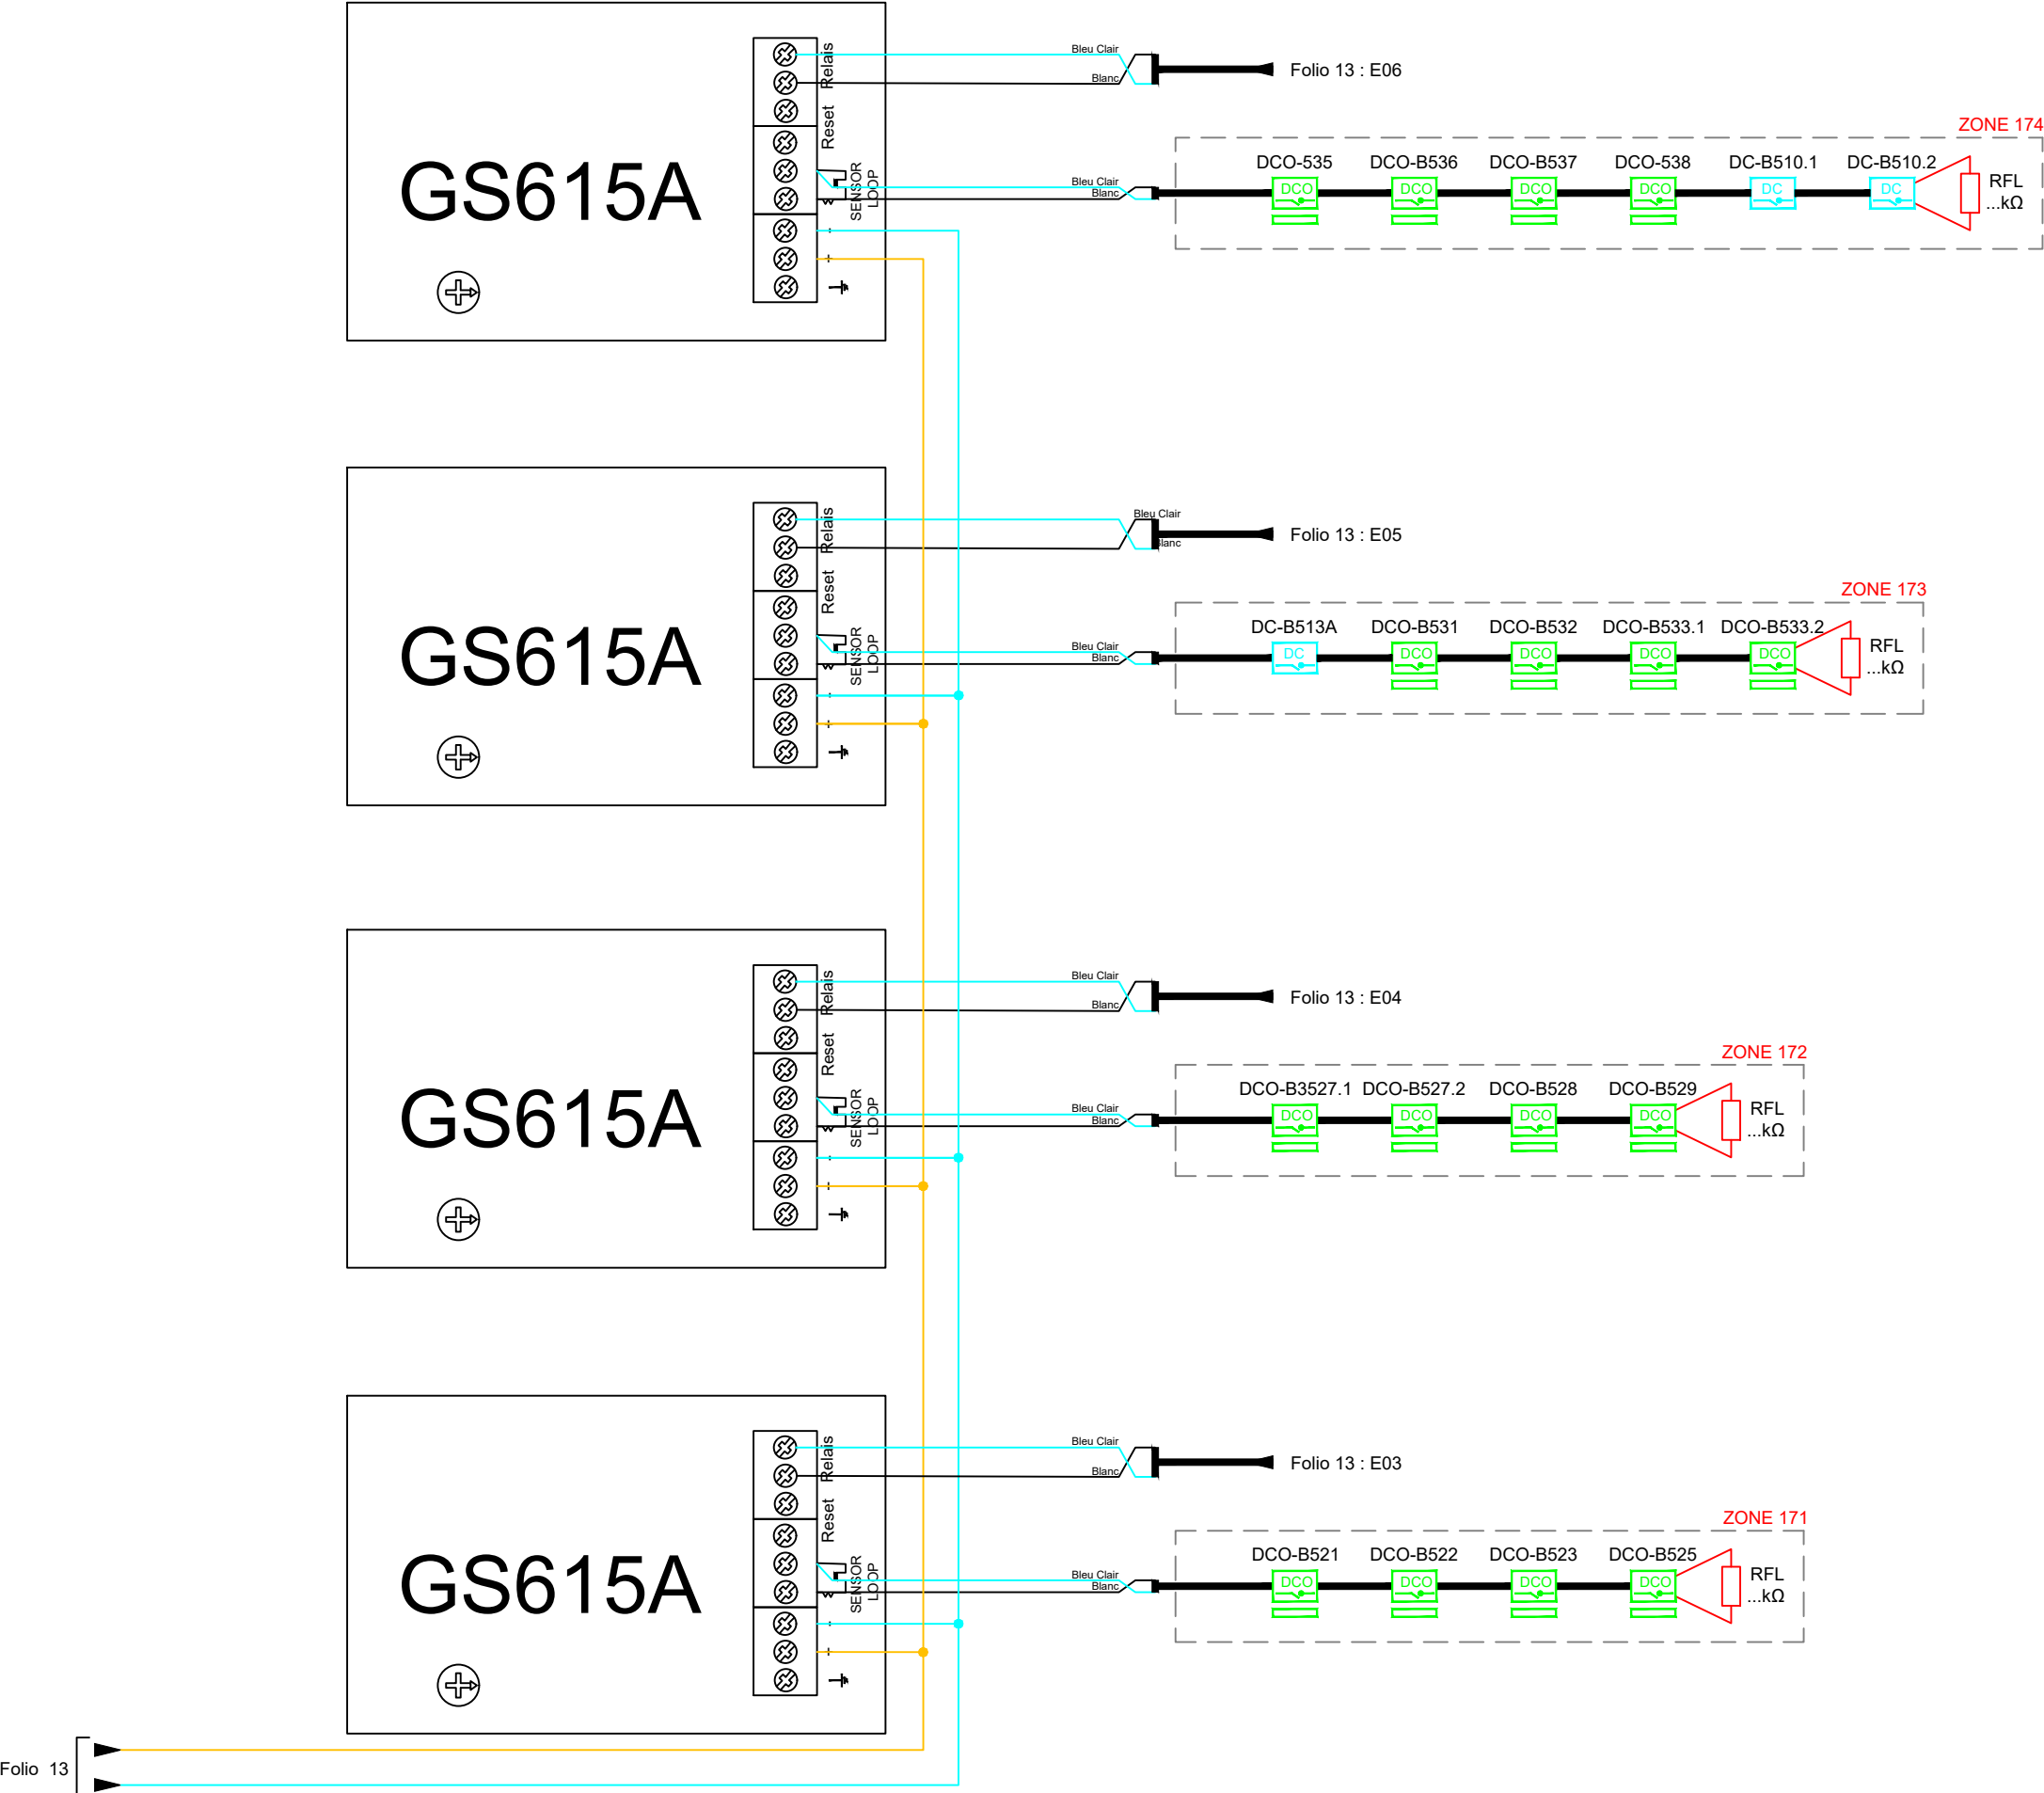 Bleu Clair
Blanc
Folio 13 : E06
Relais
Reset
SENSOR
LOOP
-
+
GS615A
Bleu Clair
Blanc
ZONE 174
DCO-535 DCO-B536 DCO-B537 DCO-538 DC-B510.1 DC-B510.2
DCO DCO DCO DCO DC DC
RFL
...kΩ
Bleu Clair
Blanc
Folio 13 : E05
Relais
Reset
SENSOR
LOOP
-
+
GS615A
Bleu Clair
Blanc
ZONE 173
DC-B513A DCO-B531 DCO-B532 DCO-B533.1 DCO-B533.2
DC DCO DCO DCO DCO
RFL
...kΩ
Bleu Clair
Blanc
Folio 13 : E04
Relais
Reset
SENSOR
LOOP
-
+
GS615A
Bleu Clair
Blanc
ZONE 172
DCO-B3527.1 DCO-B527.2 DCO-B528 DCO-B529
DCO DCO DCO DCO
RFL
...kΩ
Bleu Clair
Blanc
Folio 13 : E03
Relais
Reset
SENSOR
LOOP
-
+
GS615A
Bleu Clair
Blanc
ZONE 171
DCO-B521 DCO-B522 DCO-B523 DCO-B525
DCO DCO DCO DCO
RFL
...kΩ
Folio 13